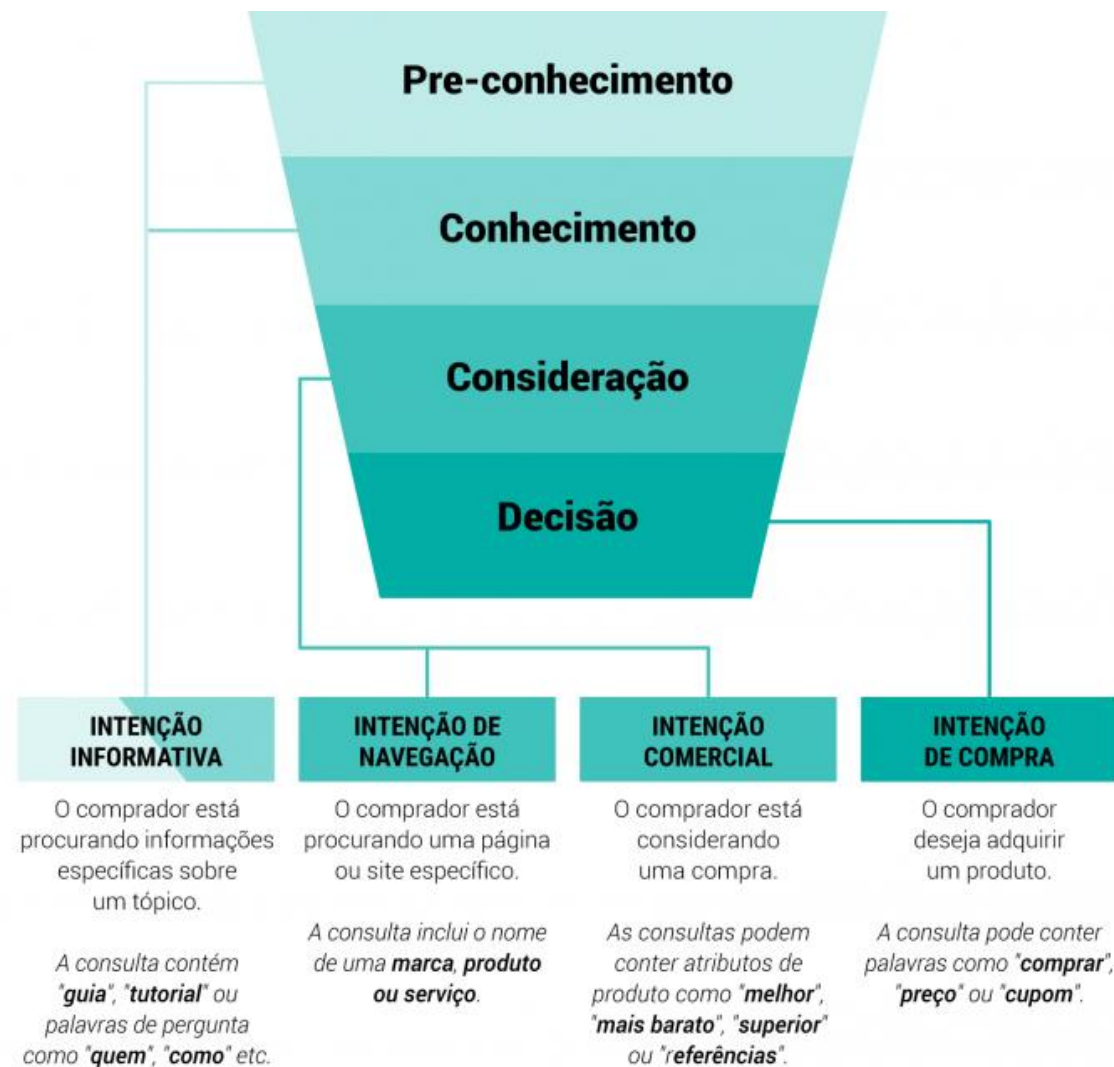 Pre-conhecimento
Conhecimento
Consideração
Decisão
INTENÇÃO
INFORMATIVA
O comprador está
procurando informações
específicas sobre
um tópico.
A consulta contém
"guia", "tutorial" ou
palavras de pergunta
como "quem", "como" etc.
INTENÇÃO DE
NAVEGAÇÃO
O comprador está
procurando uma página
ou site específico.
A consulta inclui o nome
de uma marca, produto
ou serviço.
INTENÇÃO
COMERCIAL
O comprador está
considerando
uma compra.
As consultas podem
conter atributos de
produto como "melhor",
"mais barato", "superior"
ou "referências".
INTENÇÃO
DE COMPRA
O comprador
deseja adquirir
um produto.
A consulta pode conter
palavras como "comprar",
"preço" ou "cupom".